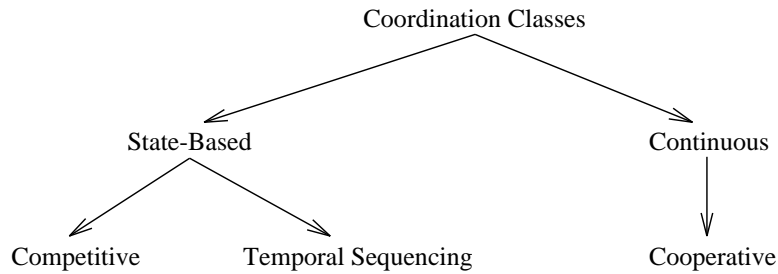 Coordination Classes
State-Based
Continuous
Competitive
Temporal Sequencing
Cooperative